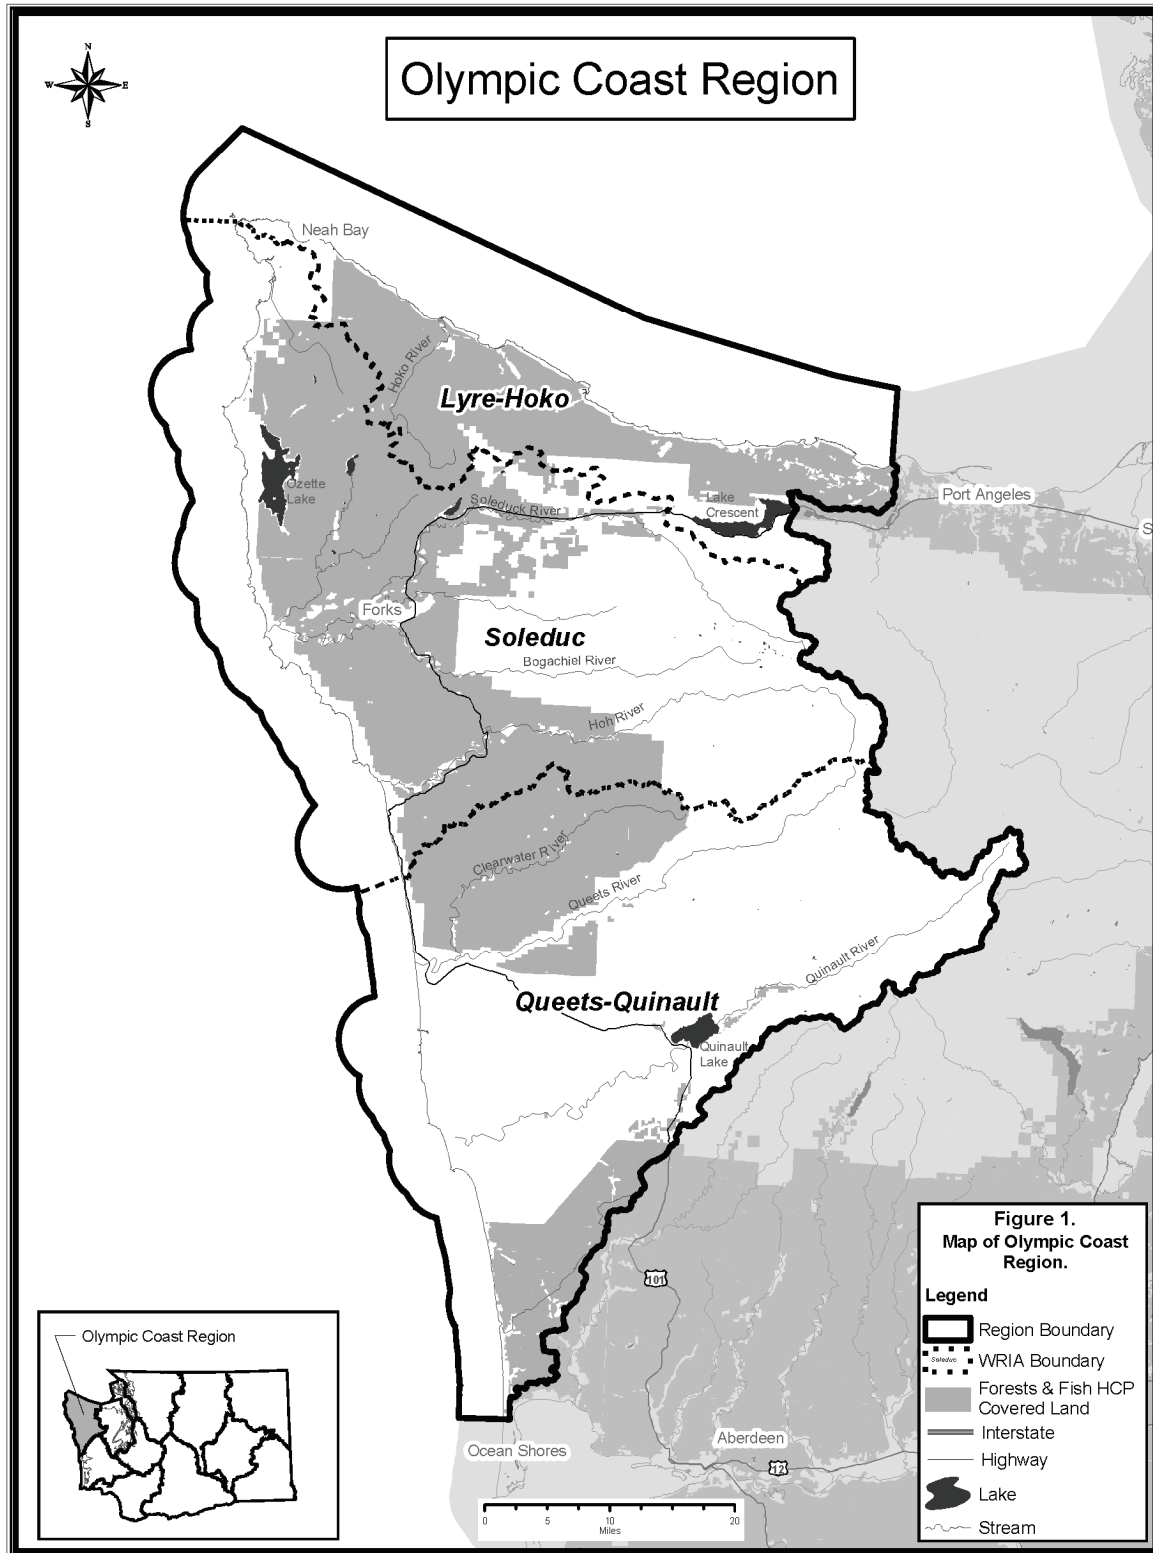 Olympic Coast Region
N
W
E
S
Neah Bay
Hoko River
Lyre-Hoko
Ozette
Lake
Soleduck River
Lake
Crescent
Port Angeles
S
Forks
Soleduc
Bogachiel River
Hoh River
Clearwater River
Queets River
Quinault River
Queets-Quinault
Quinault
Lake
101
Aberdeen
12
Ocean Shores
0 5 10 20
Miles
Olympic Coast Region
Figure 1.
Map of Olympic Coast
Region.
Legend
Region Boundary
Soleduc
WRIA Boundary
Forests & Fish HCP
Covered Land
Interstate
Highway
Lake
Stream